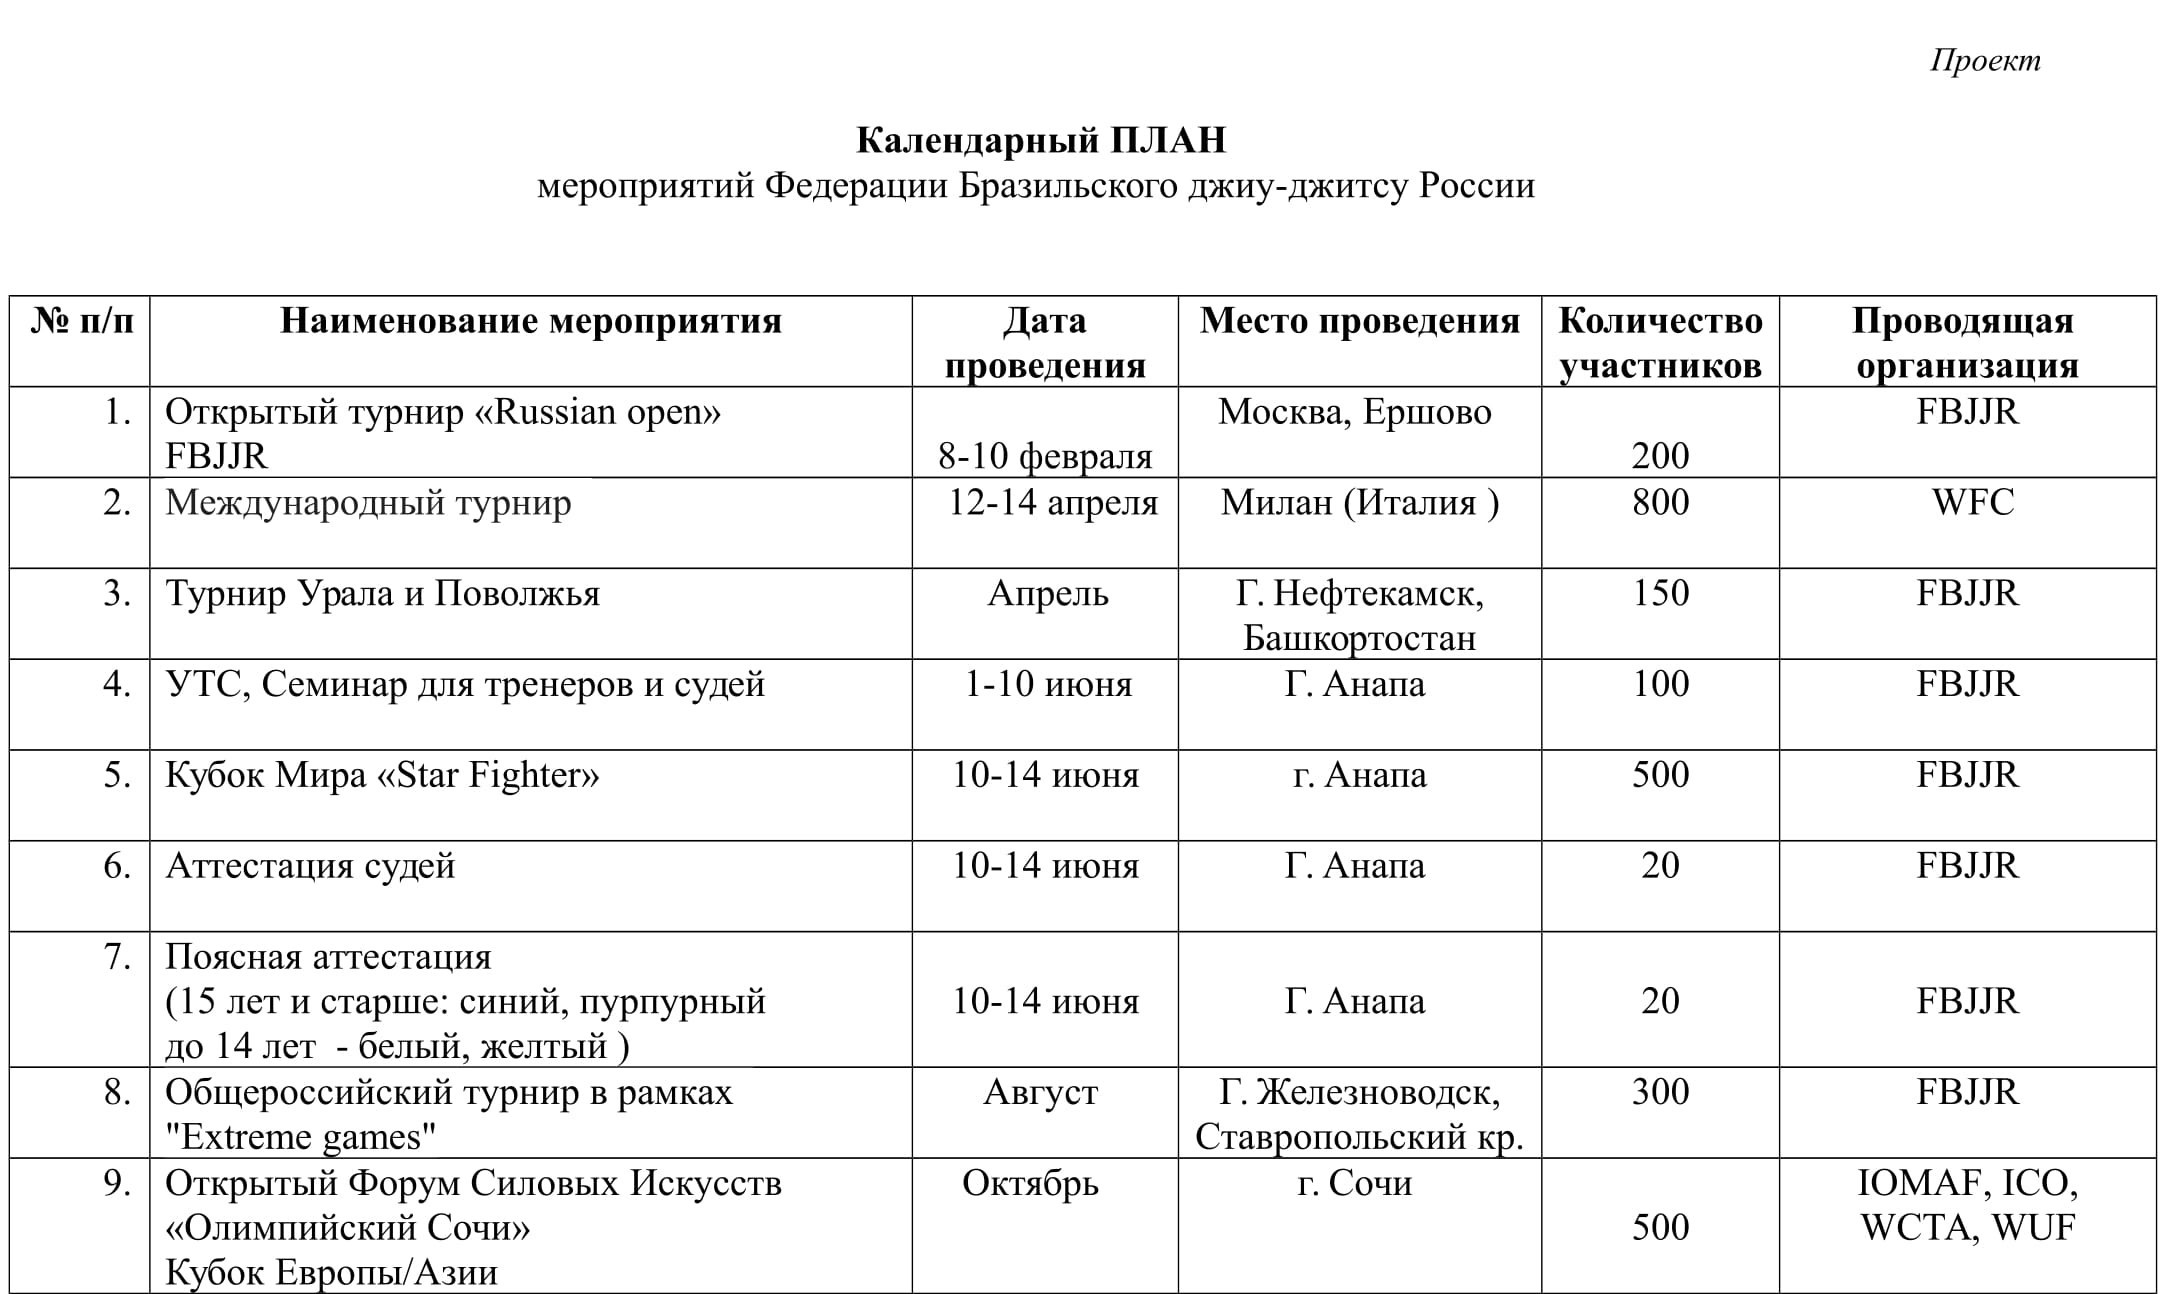 Проект
Календарный ПЛАН
мероприятий Федерации Бразильского джиу-джитсу России
№ п/п Наименование мероприятия Дата проведения Место проведения Количество участников Проводящая организация
1. Открытый турнир «Russian open»
FBJJR 8-10 февраля Москва, Ершово 200 FBJJR
2. Международный турнир 12-14 апреля Милан (Италия ) 800 WFC
3. Турнир Урала и Поволжья Апрель Г. Нефтекамск,
Башкортостан 150 FBJJR
4. УТС, Семинар для тренеров и судей 1-10 июня Г. Анапа 100 FBJJR
5. Кубок Мира «Star Fighter» 10-14 июня г. Анапа 500 FBJJR
6. Аттестация судей 10-14 июня Г. Анапа 20 FBJJR
7. Поясная аттестация
(15 лет и старше: синий, пурпурный
до 14 лет  - белый, желтый ) 10-14 июня Г. Анапа 20 FBJJR
8. Общероссийский турнир в рамках
"Extreme games" Август Г. Железноводск,
Ставропольский кр. 300 FBJJR
9. Открытый Форум Силовых Искусств
«Олимпийский Сочи»
Кубок Европы/Азии Октябрь г. Сочи 500 IOMAF, ICO,
WCTA, WUF